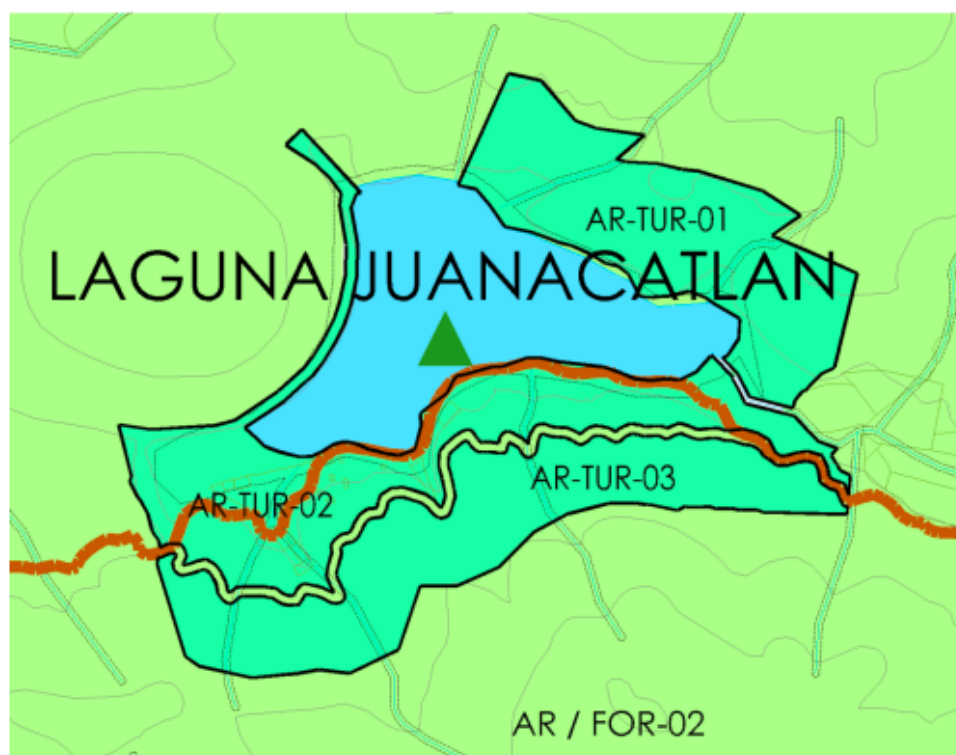 AR-TUR-01
LAGUNA JUANACATLAN
AR-TUR-03
AR-TUR-02
AR / FOR-02